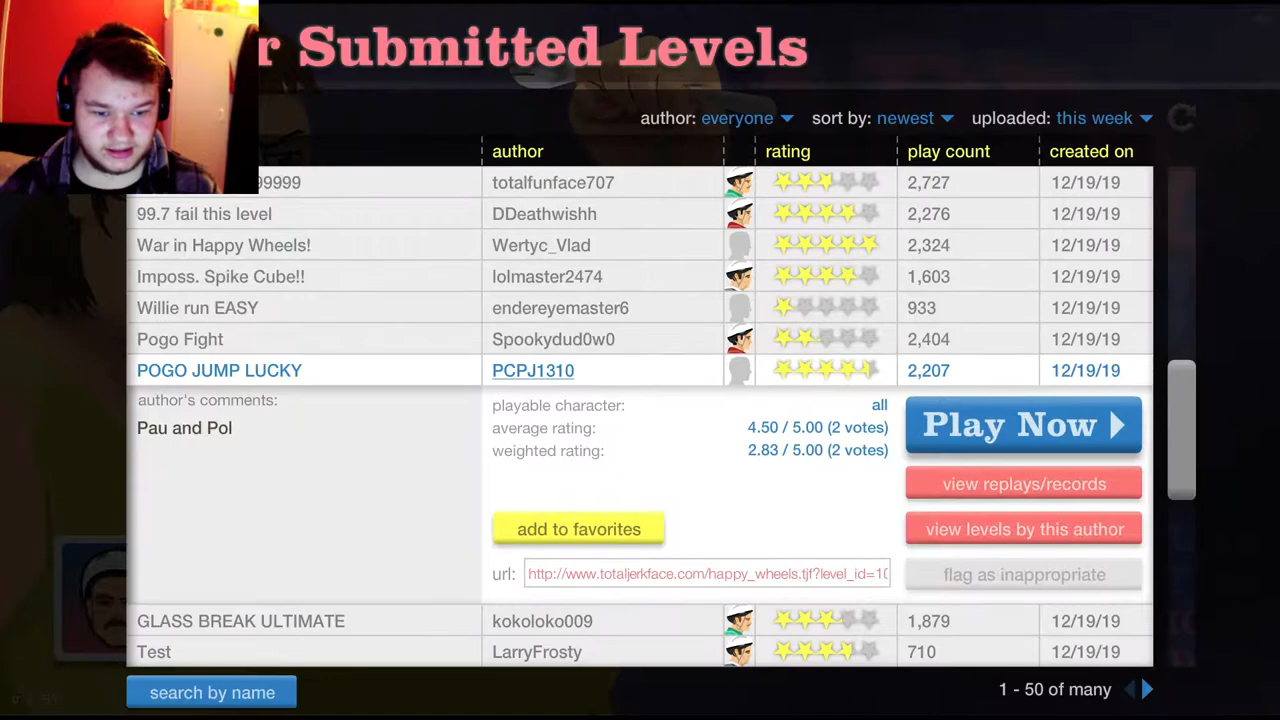 r Submitted Levels
author: everyone sort by: newest uploaded: this week
author rating play count created on
99999 totalfunface707 2,727 12/19/19
99.7 fail this level DDeathwishh 2,276 12/19/19
War in Happy Wheels! Wertyc_Vlad 2,324 12/19/19
Imposs. Spike Cube!! lolmaster2474 1,603 12/19/19
Willie run EASY endereyemaster6 933 12/19/19
Pogo Fight Spookydud0w0 2,404 12/19/19
POGO JUMP LUCKY PCPJ1310 2,207 12/19/19
author's comments:
Pau and Pol
playable character: all
average rating: 4.50 / 5.00 (2 votes)
weighted rating: 2.83 / 5.00 (2 votes)
add to favorites
url: http://www.totaljerkface.com/happy_wheels.tjf?level_id=10
Play Now
view replays/records
view levels by this author
flag as inappropriate
GLASS BREAK ULTIMATE kokoloko009 1,879 12/19/19
Test LarryFrosty 710 12/19/19
search by name 1 - 50 of many